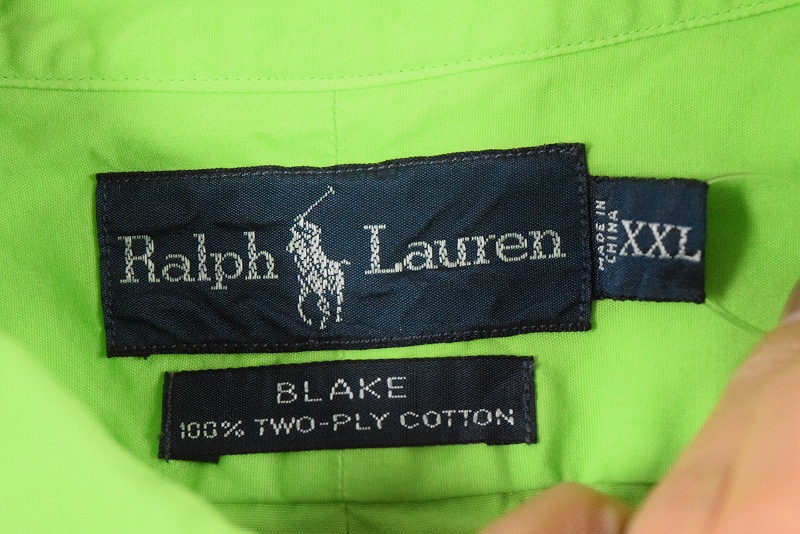 Ralph Lauren
MADE IN
CHINA
XXL
BLAKE
100% TWO-PLY COTTON